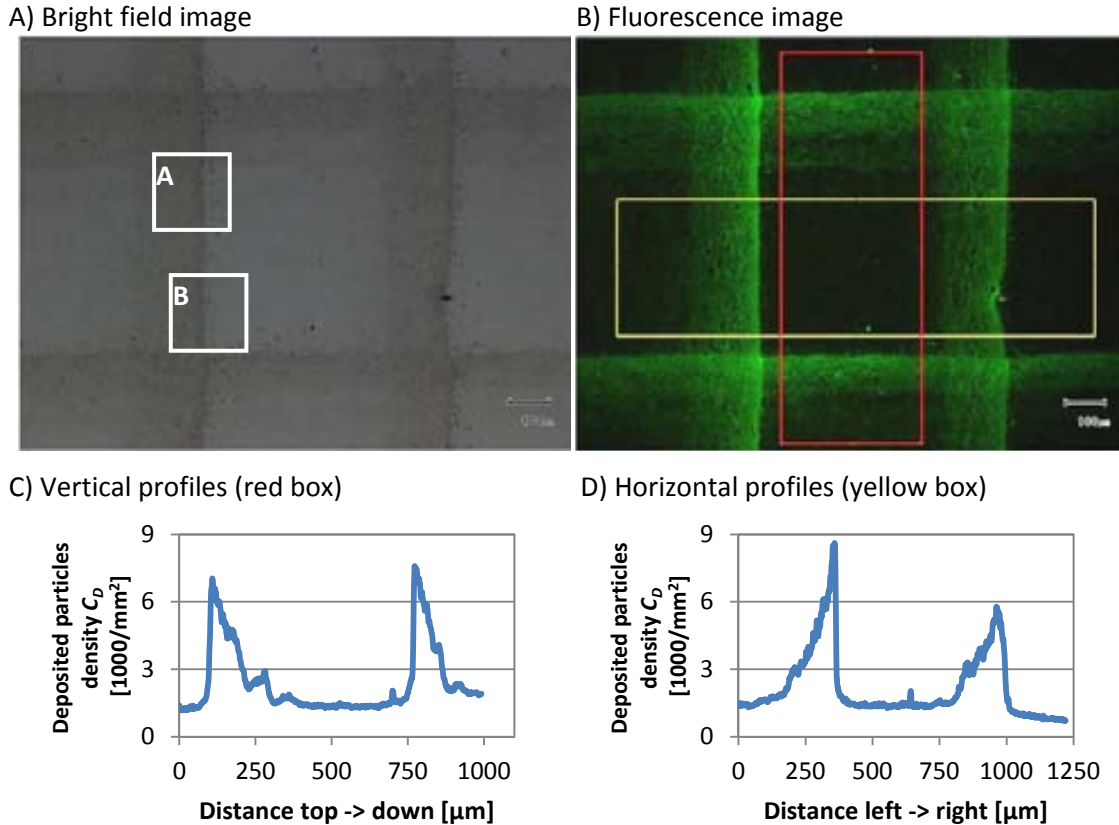 A) Bright field image
B) Fluorescence image
A
B
100µm
C) Vertical profiles (red box)
D) Horizontal profiles (yellow box)
Deposited particles
density C_D
[1000/mm²]
9
6
3
0
0 250 500 750 1000
Distance top -> down [µm]
Deposited particles
density C_D
[1000/mm²]
9
6
3
0
0 250 500 750 1000 1250
Distance left -> right [µm]